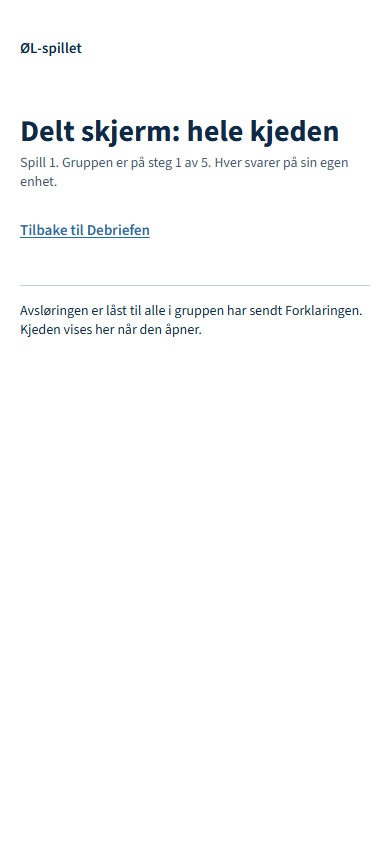 ØL-spillet
Delt skjerm: hele kjeden
Spill 1. Gruppen er på steg 1 av 5. Hver svarer på sin egen
enhet.
Tilbake til Debriefen
Avsløringen er låst til alle i gruppen har sendt Forklaringen.
Kjeden vises her når den åpner.